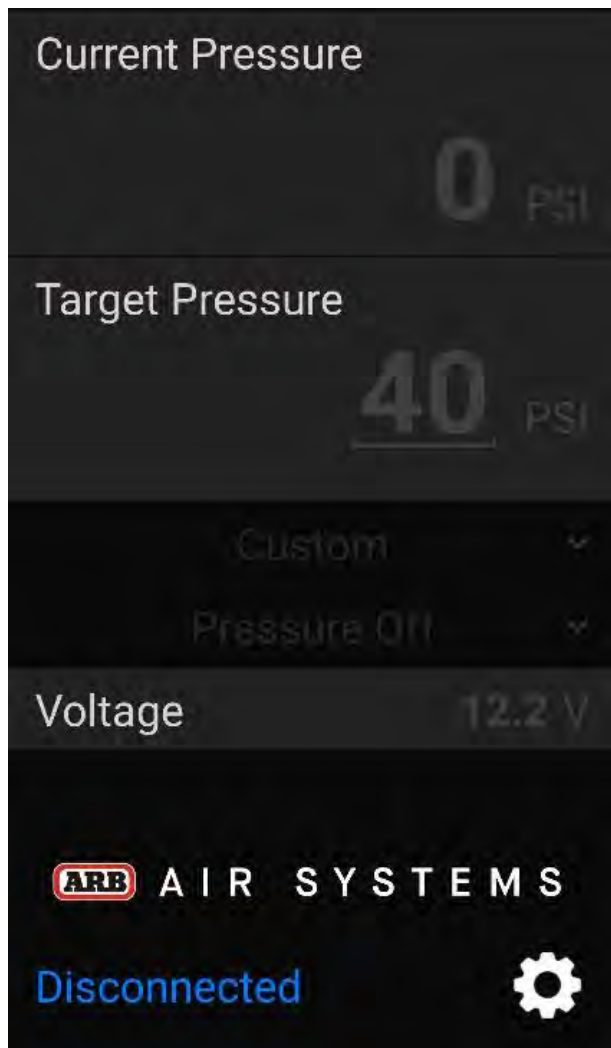 Current Pressure
0 PSI
Target Pressure
40 PSI
Custom
Pressure Off
Voltage 12.2 V
ARB AIR SYSTEMS
Disconnected